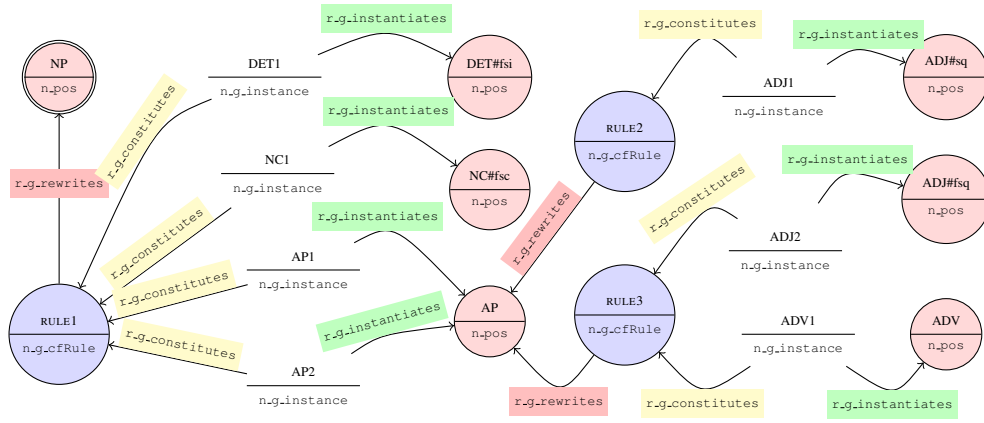 NP
n_g_pos
r_g_rewrites
RULE1
n_g_cfRule
DET1
n_g_instance
r_g_constitutes
r_g_instantiates
DET#fsi
n_pos
NC1
n_g_instance
r_g_constitutes
r_g_instantiates
NC#fsc
n_pos
AP1
n_g_instance
r_g_constitutes
r_g_instantiates
AP2
n_g_instance
r_g_constitutes
r_g_instantiates
AP
n_pos
RULE2
n_g_cfRule
r_g_rewrites
r_g_constitutes
ADJ1
n_g_instance
r_g_instantiates
ADJ#sq
n_pos
RULE3
n_g_cfRule
r_g_rewrites
r_g_constitutes
ADJ2
n_g_instance
r_g_instantiates
ADJ#fsq
n_pos
ADV1
n_g_instance
r_g_constitutes
r_g_instantiates
ADV
n_pos